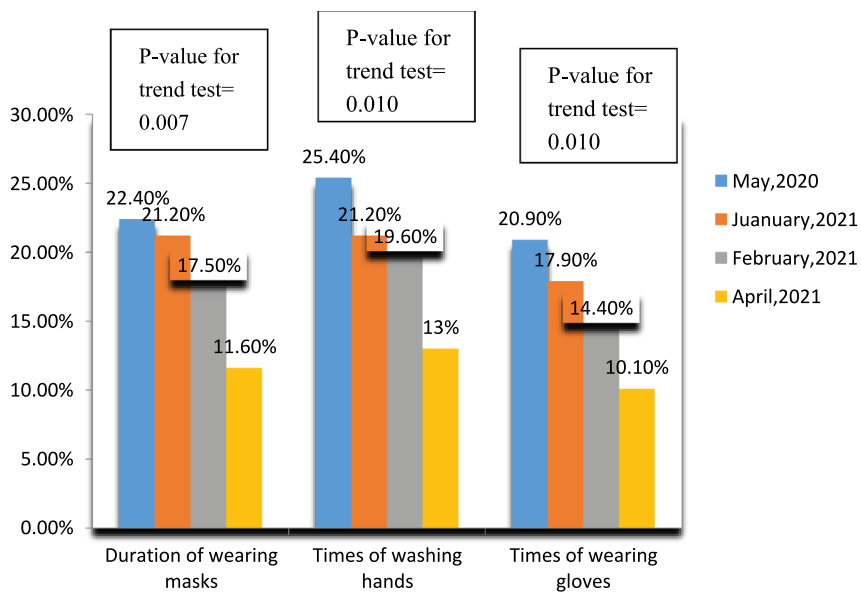 P-value for
trend test=
0.007
P-value for
trend test=
0.010
P-value for
trend test=
0.010
30.00%
25.00%
20.00%
15.00%
10.00%
5.00%
0.00%
22.40%
21.20%
17.50%
11.60%
25.40%
21.20%
19.60%
13%
20.90%
17.90%
14.40%
10.10%
Duration of wearing
masks
Times of washing
hands
Times of wearing
gloves
May,2020
Juanuary,2021
February,2021
April,2021